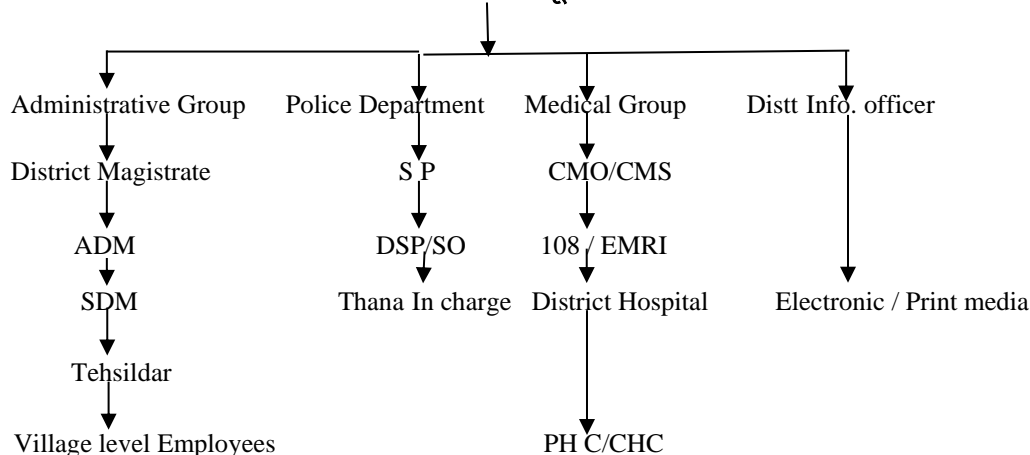 Administrative Group Police Department Medical Group Distt Info. officer
District Magistrate S P CMO/CMS
ADM DSP/SO 108 / EMRI
SDM Thana In charge District Hospital Electronic / Print media
Tehsildar
Village level Employees PH C/CHC